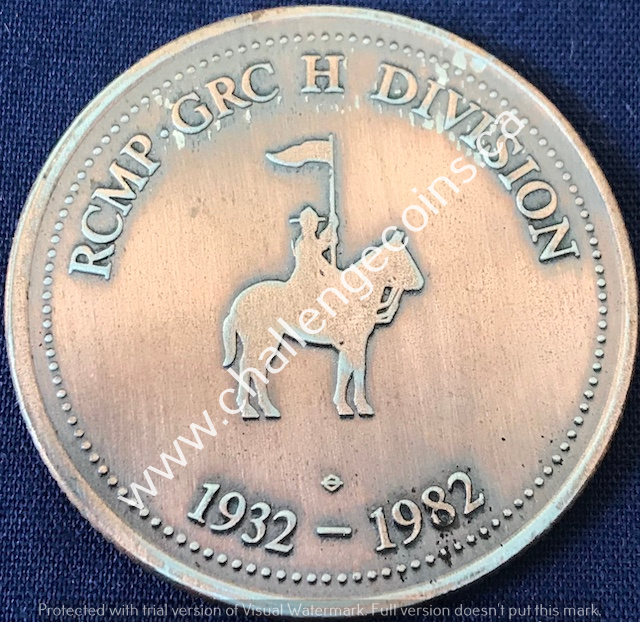 RCMP·GRC H DIVISION
www.challengecoins.ca
1932 – 1982
Protected with trial version of Visual Watermark. Full version doesn't put this mark.